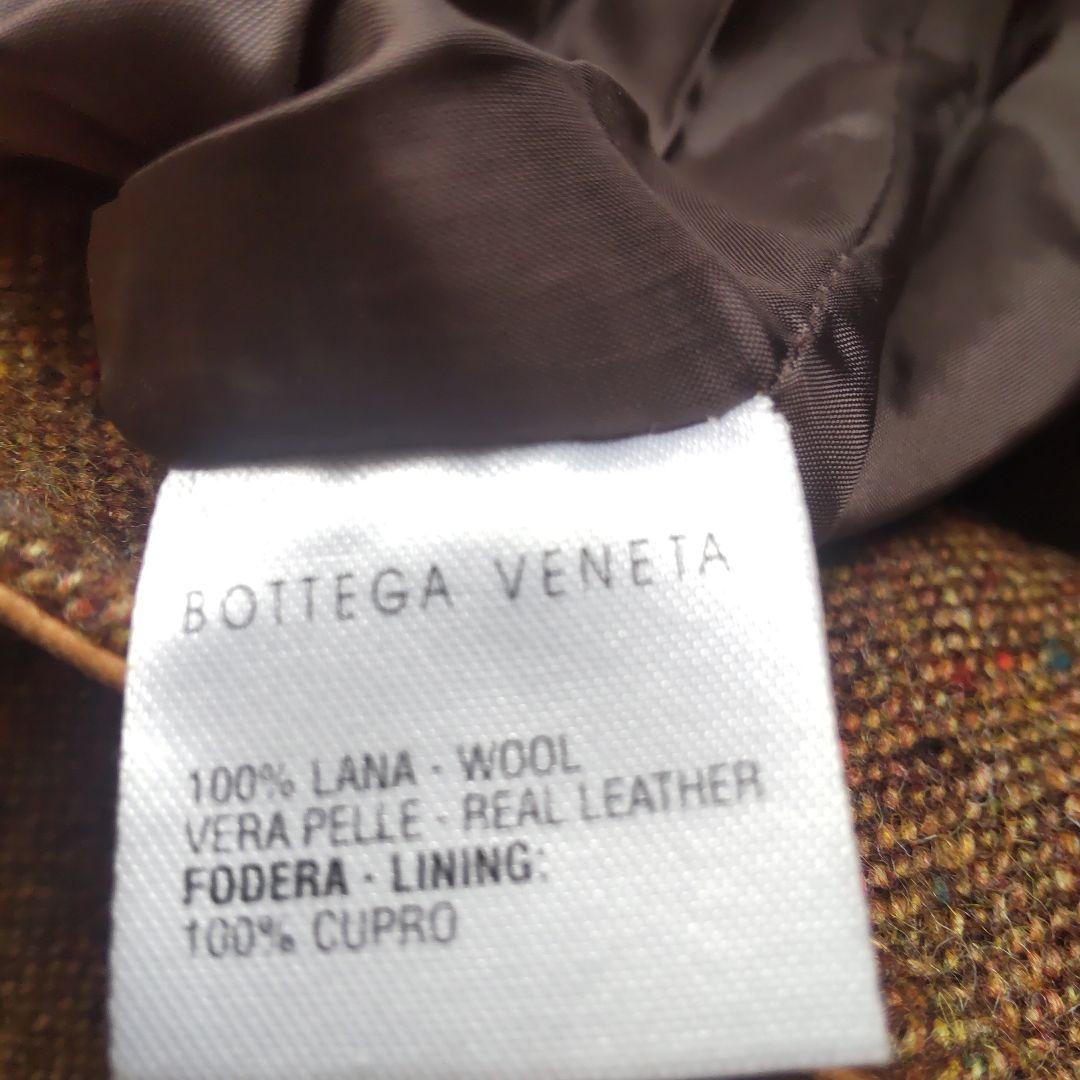 BOTTEGA VENETA
100% LANA - WOOL
VERA PELLE - REAL LEATHER
FODERA - LINING:
100% CUPRO